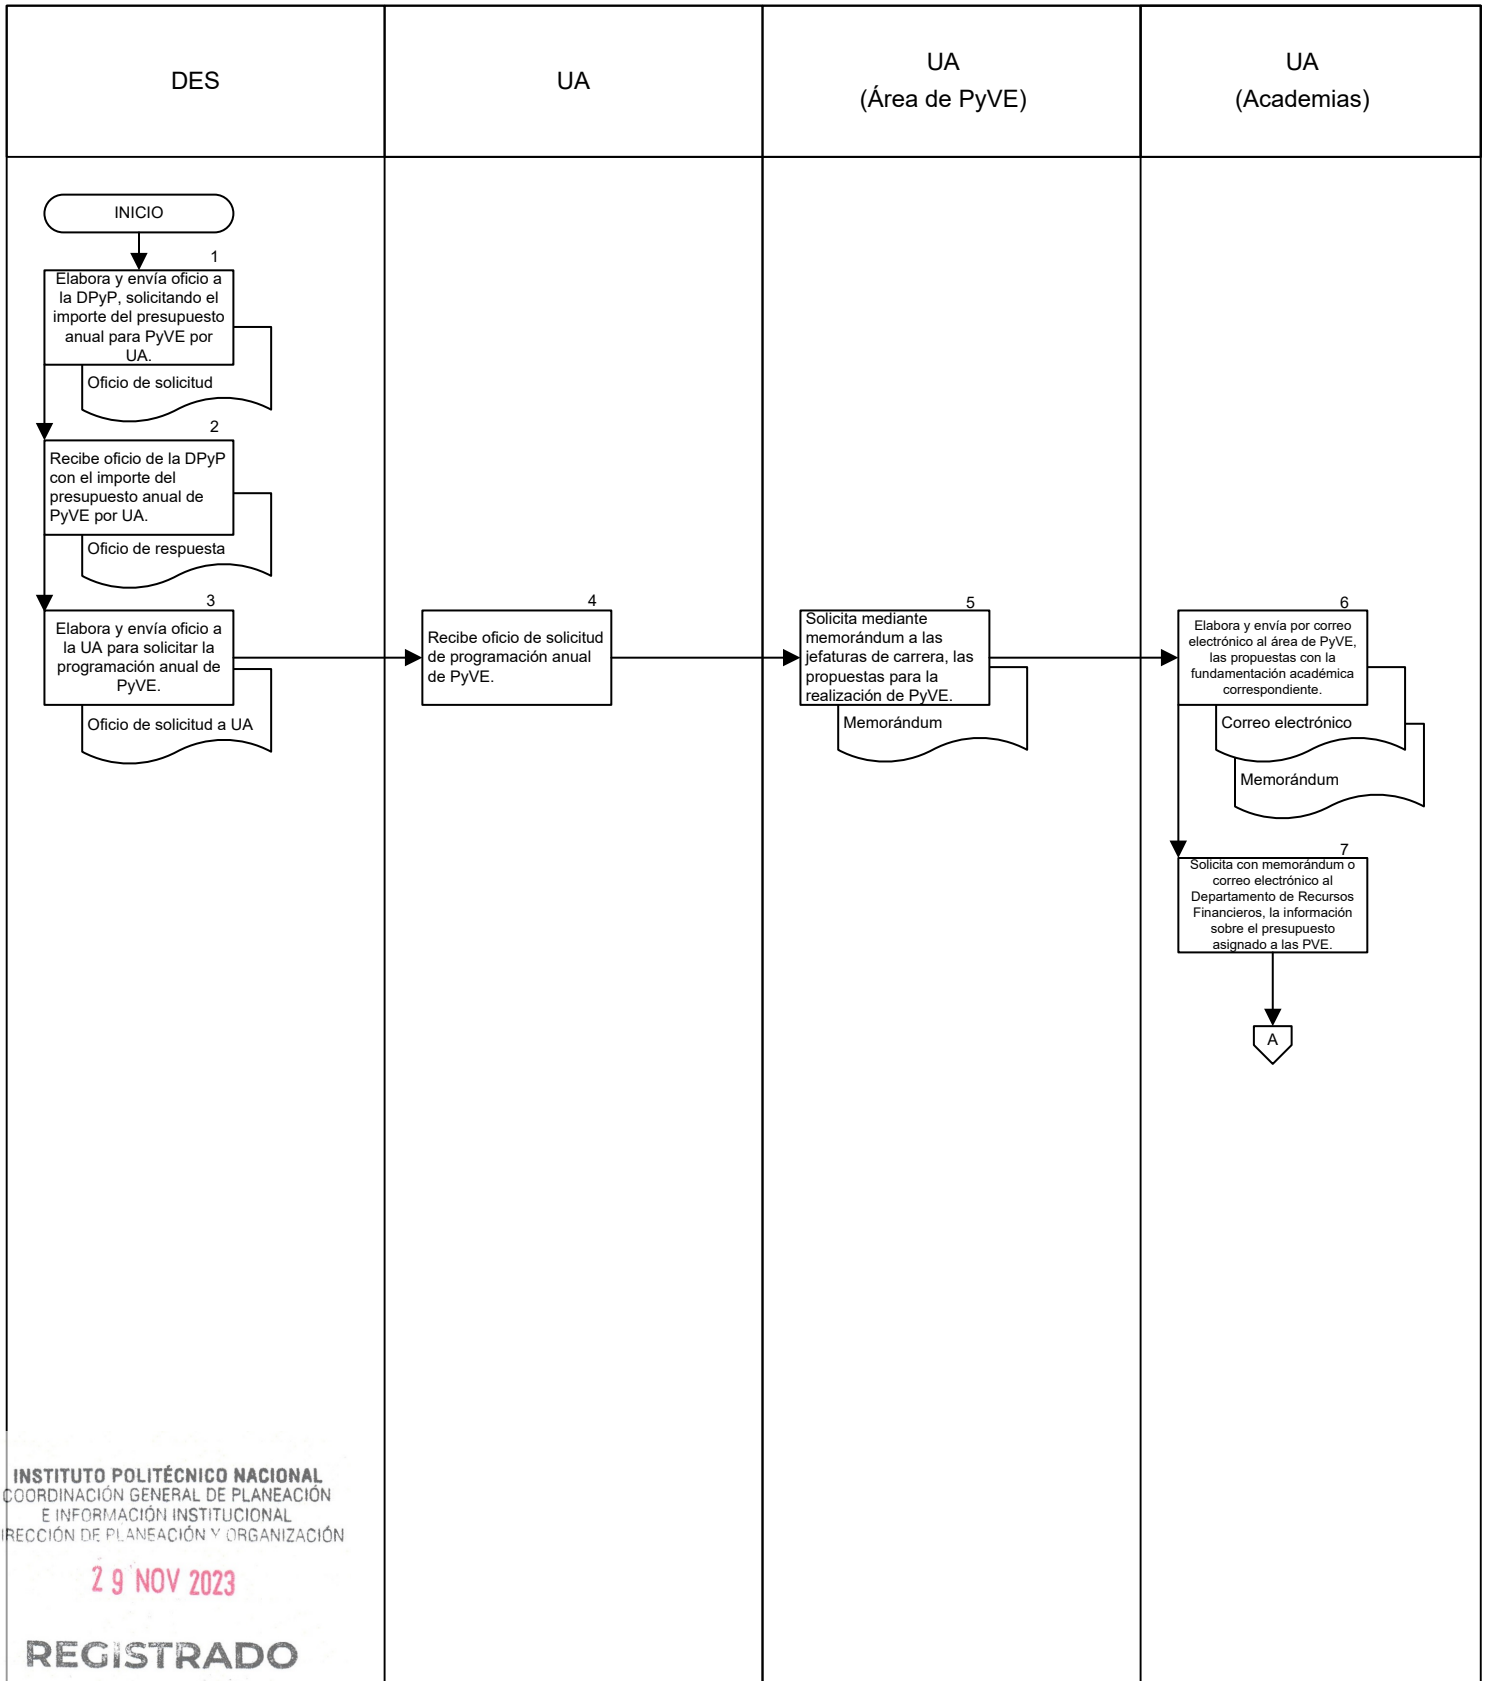 DES
UA
UA
(Área de PyVE)
UA
(Academias)
INICIO
1
Elabora y envía oficio a
la DPyP, solicitando el
importe del presupuesto
anual para PyVE por
UA.
Oficio de solicitud
2
Recibe oficio de la DPyP
con el importe del
presupuesto anual de
PyVE por UA.
Oficio de respuesta
3
Elabora y envía oficio a
la UA para solicitar la
programación anual de
PyVE.
Oficio de solicitud a UA
4
Recibe oficio de solicitud
de programación anual
de PyVE.
5
Solicita mediante
memorándum a las
jefaturas de carrera, las
propuestas para la
realización de PyVE.
Memorándum
6
Elabora y envía por correo
electrónico al área de PyVE,
las propuestas con la
fundamentación académica
correspondiente.
Correo electrónico
Memorándum
7
Solicita con memorándum o
correo electrónico al
Departamento de Recursos
Financieros, la información
sobre el presupuesto
asignado a las PVE.
A
INSTITUTO POLITÉCNICO NACIONAL
COORDINACIÓN GENERAL DE PLANEACIÓN
E INFORMACIÓN INSTITUCIONAL
IRECCIÓN DE PLANEACIÓN Y ORGANIZACIÓN
29 NOV 2023
REGISTRADO